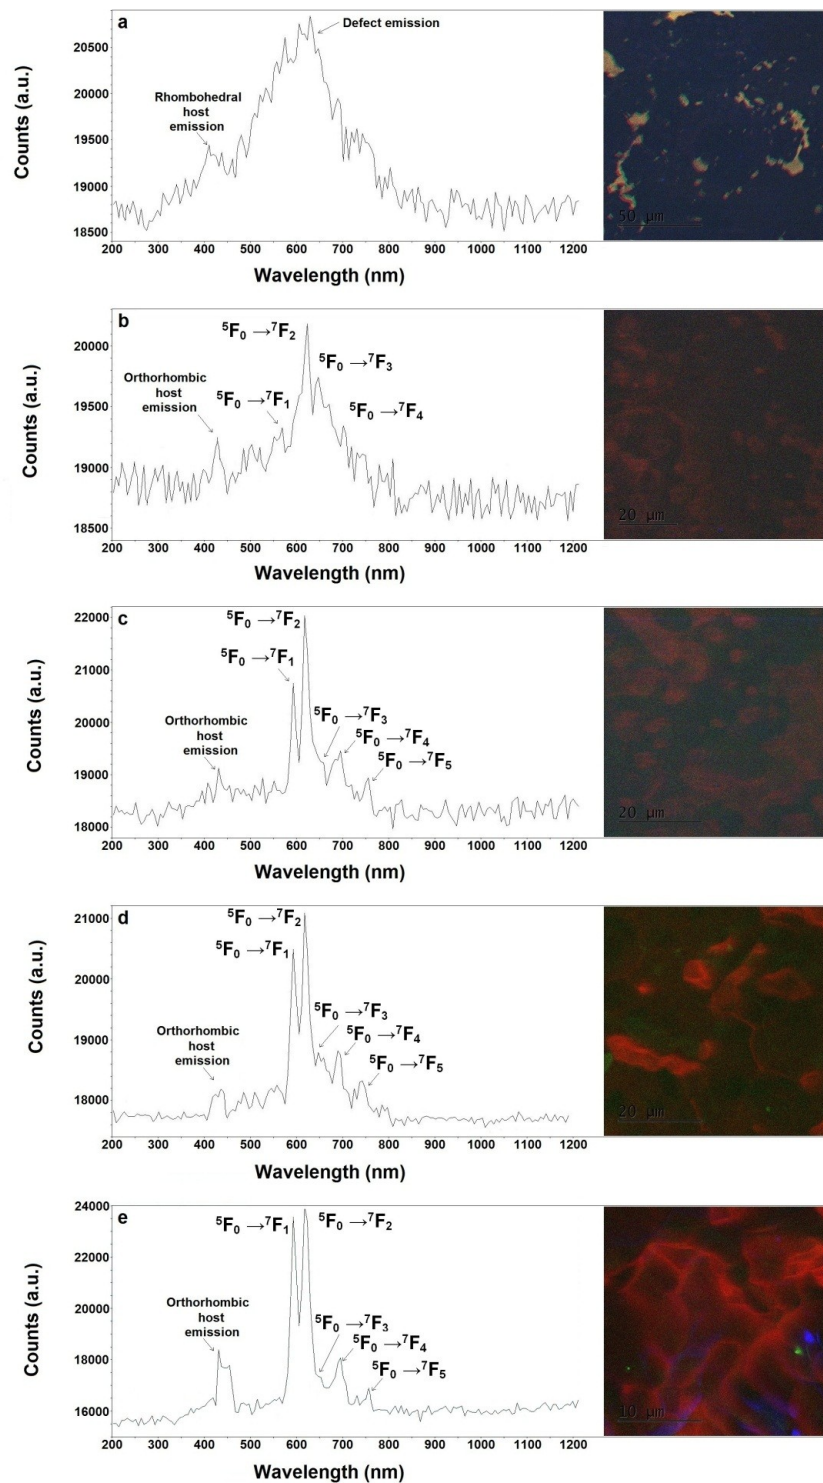 a
Defect emission
Rhombohedral
host
emission
Counts (a.u.)
20500
20000
19500
19000
18500
200 300 400 500 600 700 800 900 1000 1100 1200
Wavelength (nm)
50 µm
b
⁵F₀ →⁷F₂
⁵F₀ →⁷F₃
Orthorhombic
host
emission
⁵F₀ →⁷F₁
⁵F₀ →⁷F₄
Counts (a.u.)
20000
19500
19000
18500
200 300 400 500 600 700 800 900 1000 1100 1200
Wavelength (nm)
20 µm
c
⁵F₀ →⁷F₂
⁵F₀ →⁷F₁
⁵F₀ →⁷F₃
Orthorhombic
host
emission
⁵F₀ →⁷F₄
⁵F₀ →⁷F₅
Counts (a.u.)
22000
21000
20000
19000
18000
200 300 400 500 600 700 800 900 1000 1100 1200
Wavelength (nm)
20 µm
d
⁵F₀ →⁷F₂
⁵F₀ →⁷F₁
⁵F₀ →⁷F₃
Orthorhombic
host
emission
⁵F₀ →⁷F₄
⁵F₀ →⁷F₅
Counts (a.u.)
21000
20000
19000
18000
200 300 400 500 600 700 800 900 1000 1100 1200
Wavelength (nm)
20 µm
e
⁵F₀ →⁷F₁
⁵F₀ →⁷F₂
Orthorhombic
host
emission
⁵F₀ →⁷F₃
⁵F₀ →⁷F₄
⁵F₀ →⁷F₅
Counts (a.u.)
24000
22000
20000
18000
16000
200 300 400 500 600 700 800 900 1000 1100 1200
Wavelength (nm)
10 µm